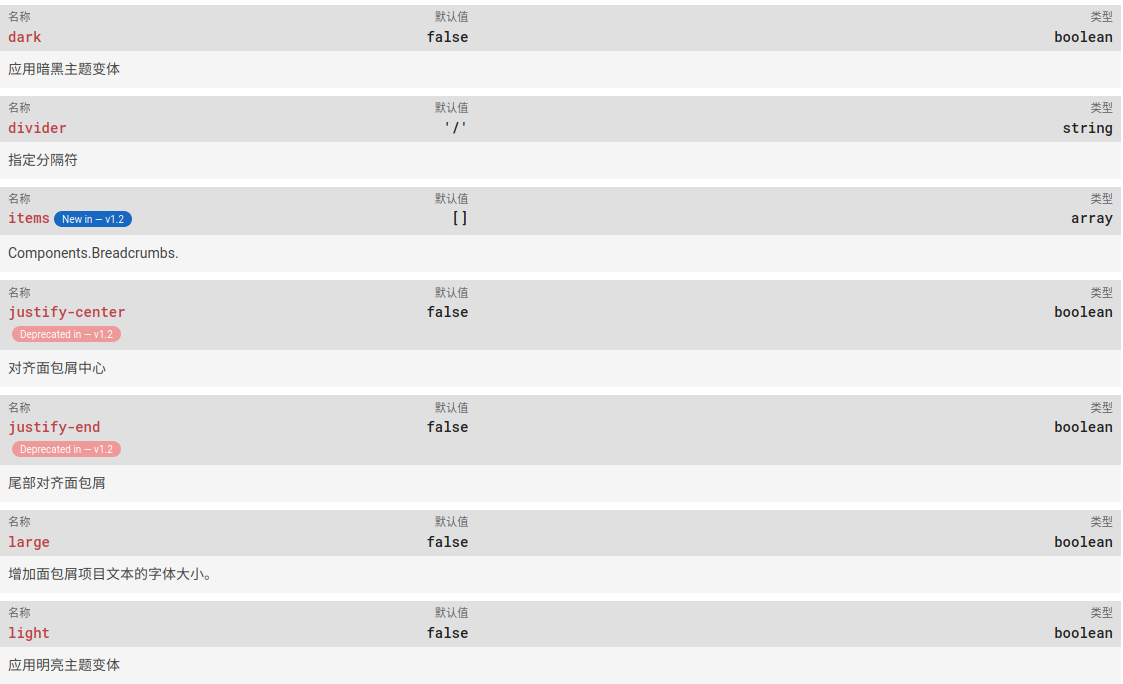 名称 默认值 类型
dark false boolean
应用暗黑主题变体
名称 默认值 类型
divider '/' string
指定分隔符
名称 默认值 类型
items New in — v1.2 [] array
Components.Breadcrumbs.
名称 默认值 类型
justify-center false boolean
Deprecated in — v1.2
对齐面包屑中心
名称 默认值 类型
justify-end false boolean
Deprecated in — v1.2
尾部对齐面包屑
名称 默认值 类型
large false boolean
增加面包屑项目文本的字体大小。
名称 默认值 类型
light false boolean
应用明亮主题变体